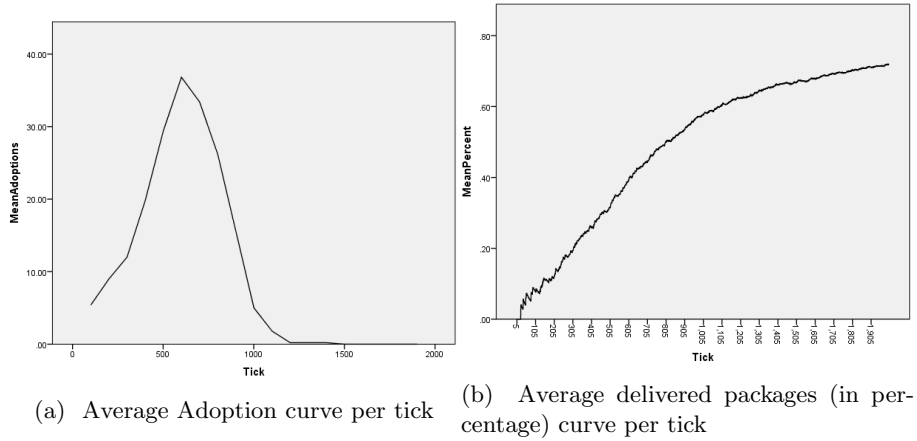 40.00
30.00
20.00
10.00
.00
MeanAdoptions
0 500 1000 1500 2000
Tick
(a) Average Adoption curve per tick
.80
.60
.40
.20
.00
MeanPercent
5 105 205 305 405 505 605 705 805 905 1,005 1,105 1,205 1,305 1,405 1,505 1,605 1,705 1,805 1,905
Tick
(b) Average delivered packages (in per-
centage) curve per tick